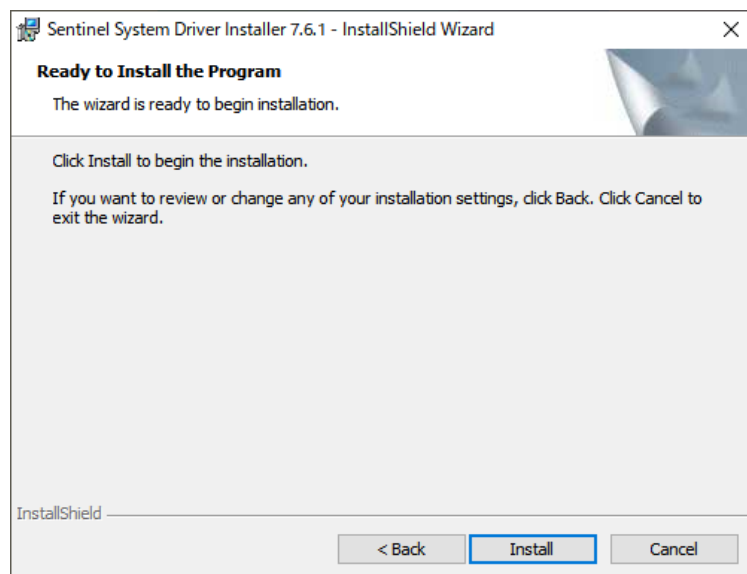 Sentinel System Driver Installer 7.6.1 - InstallShield Wizard
Ready to Install the Program
The wizard is ready to begin installation.
Click Install to begin the installation.
If you want to review or change any of your installation settings, click Back. Click Cancel to
exit the wizard.
InstallShield
< Back
Install
Cancel